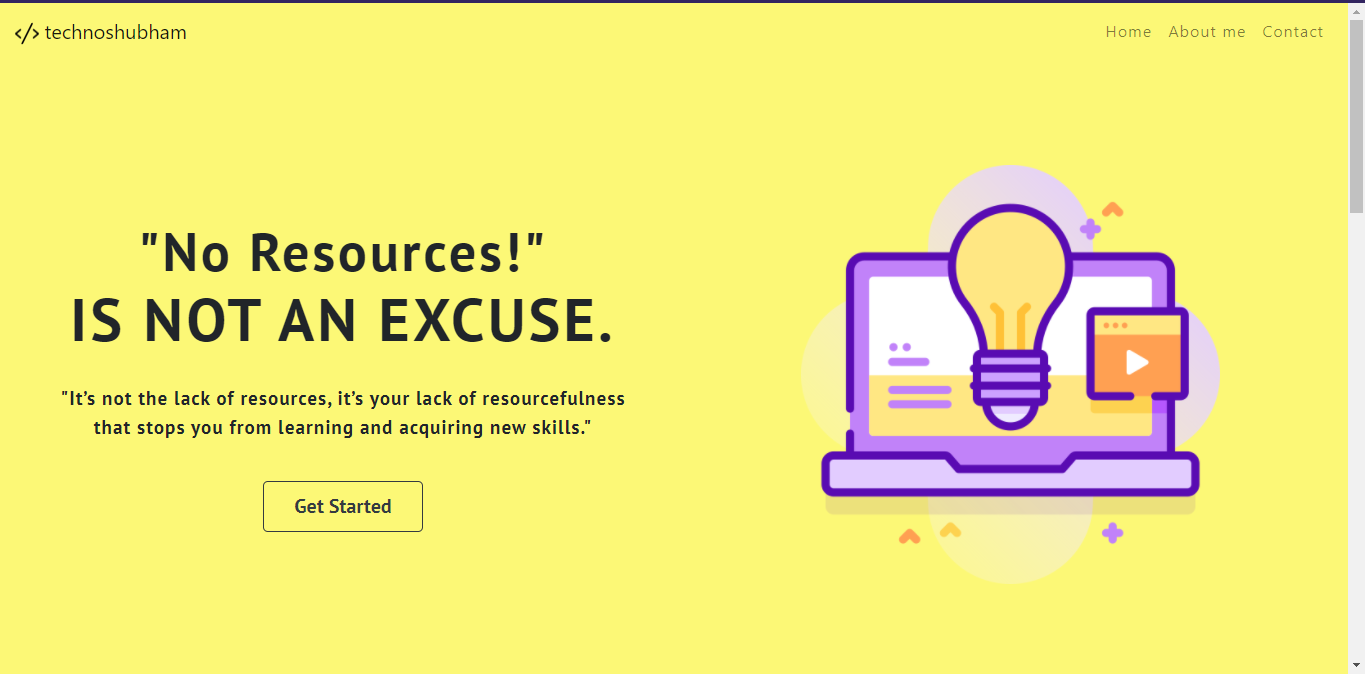 </> technoshubham
Home About me Contact
"No Resources!"
IS NOT AN EXCUSE.
"It’s not the lack of resources, it’s your lack of resourcefulness
that stops you from learning and acquiring new skills."
Get Started